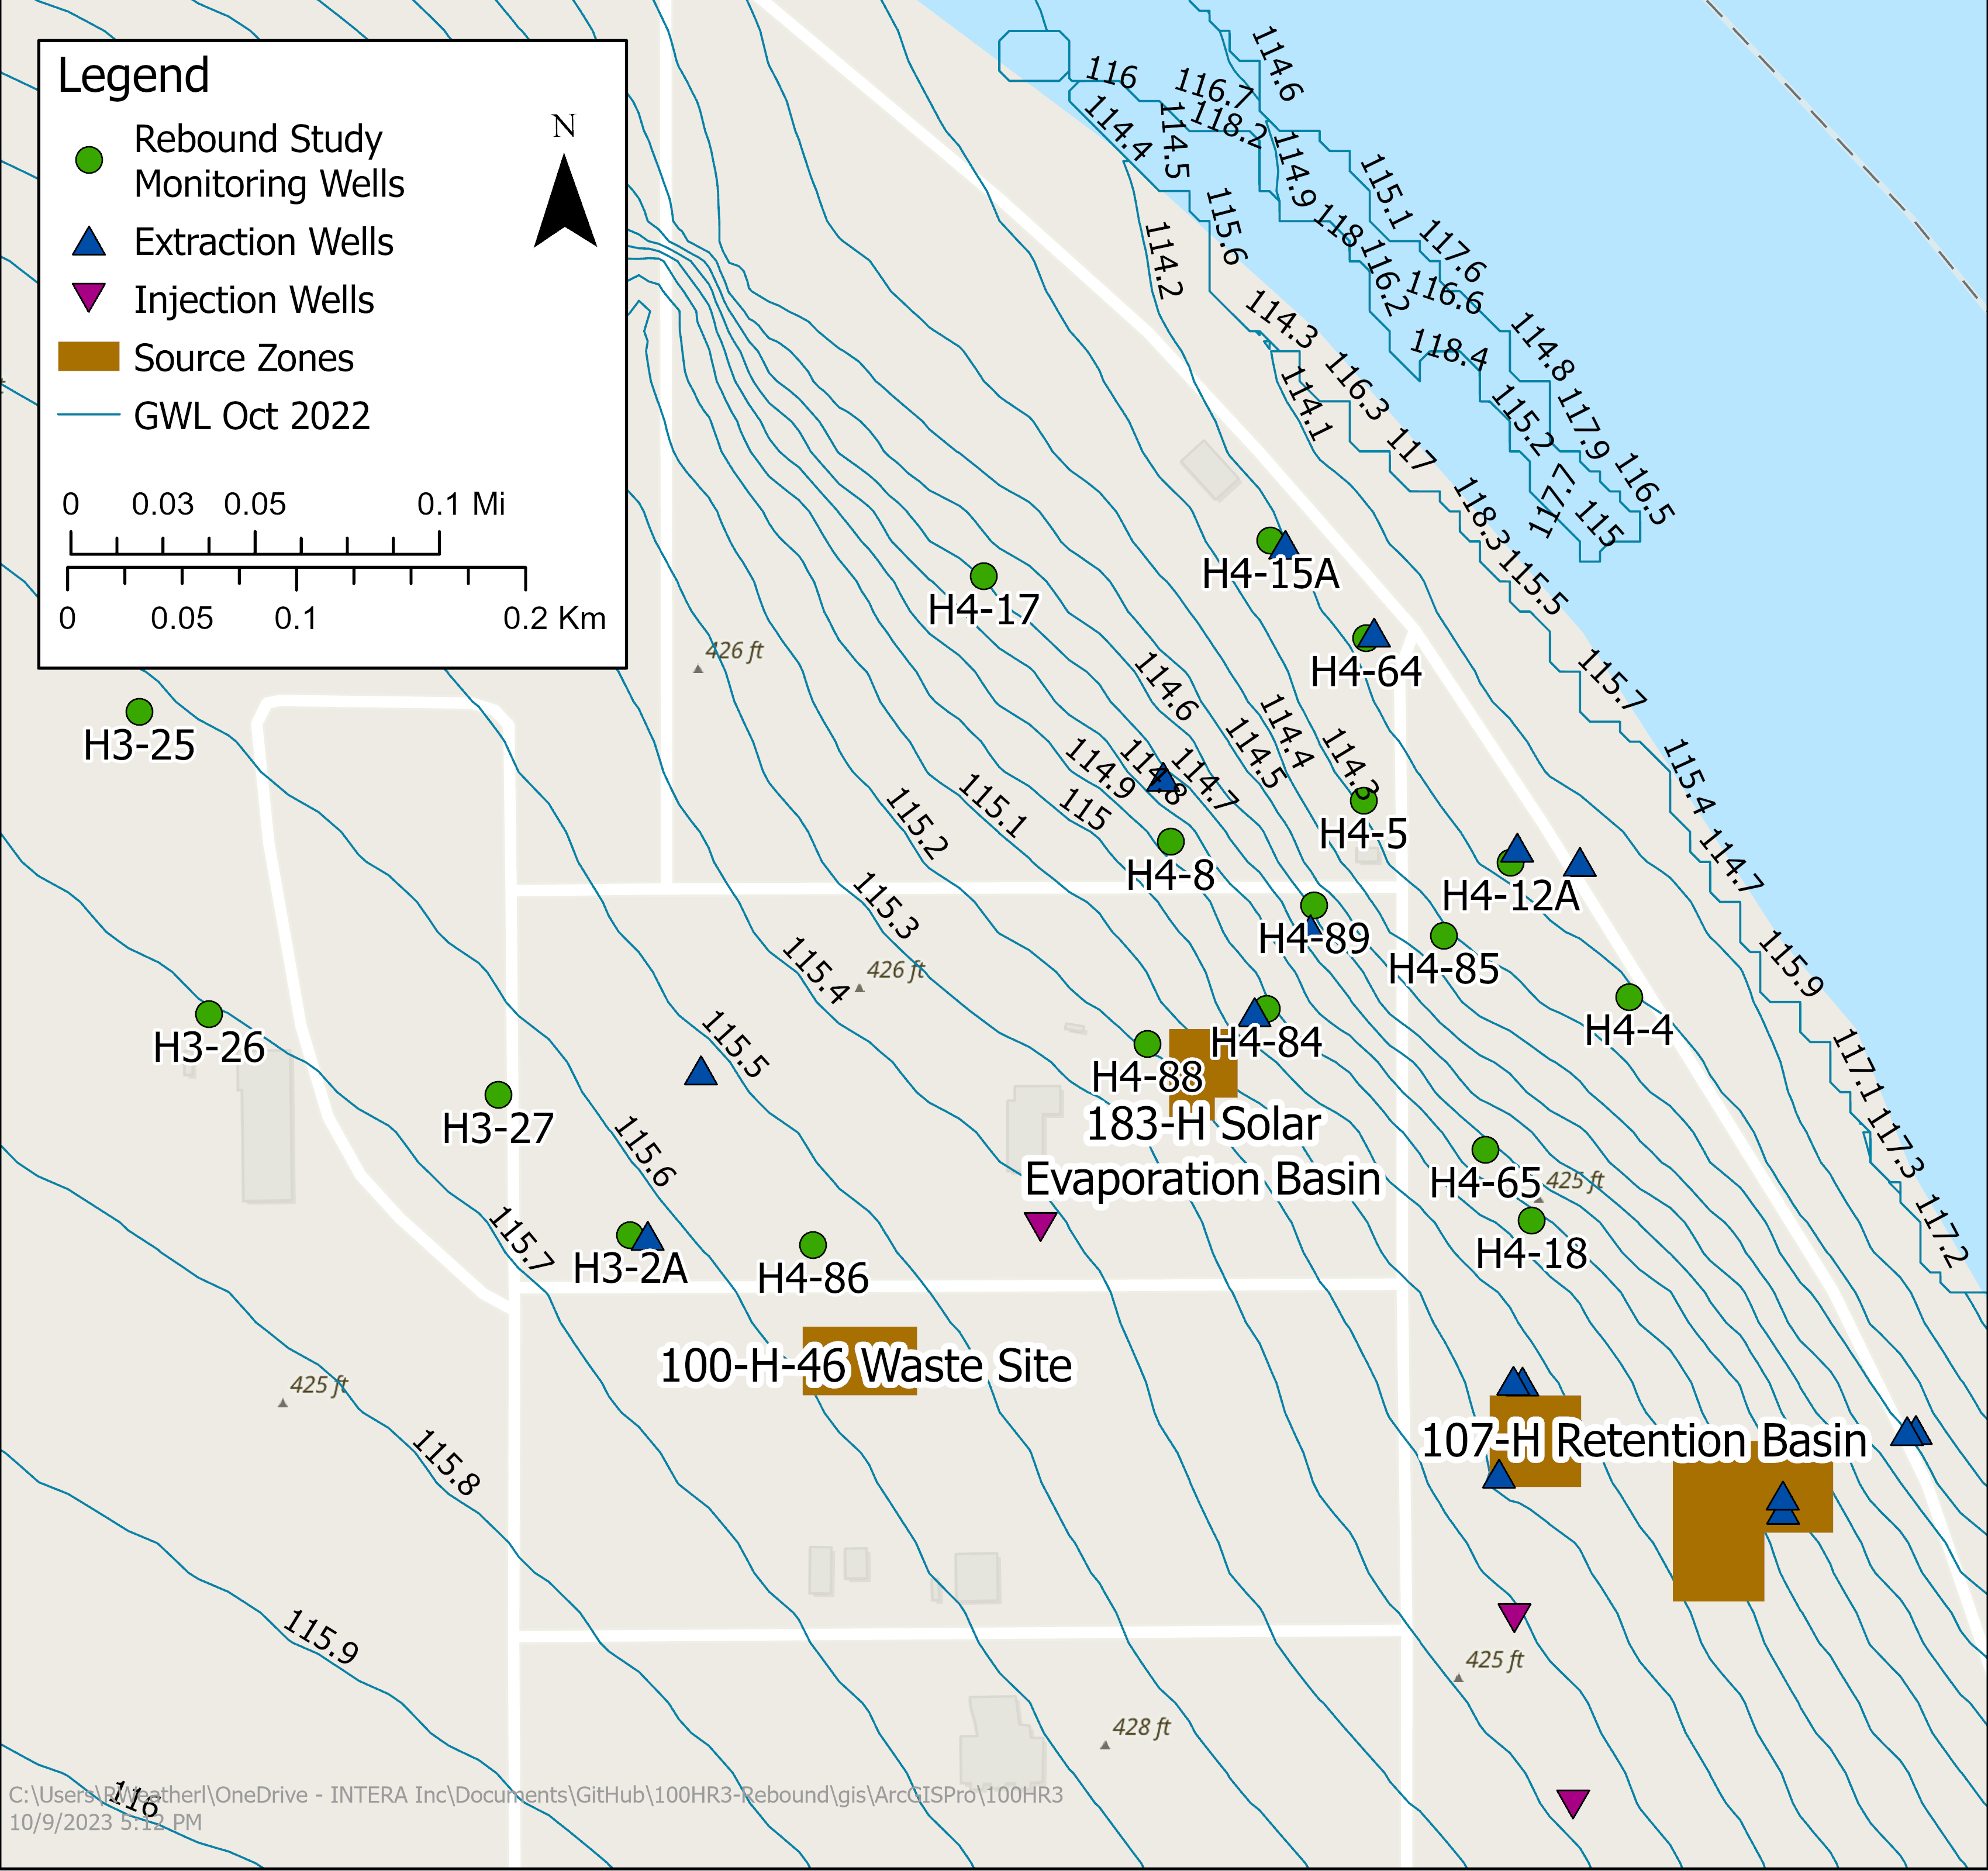 Legend
N
Rebound Study
Monitoring Wells
Extraction Wells
Injection Wells
Source Zones
GWL Oct 2022
0 0.03 0.05 0.1 Mi
0 0.05 0.1 0.2 Km
114.6
116
116.7
118.2
114.4
114.5
114.9
115.1
115.6
118
117.6
114.2
116.2
116.6
114.3
118.4
114.8
116.3
114.1
115.2
117.9
117
116.5
118.3
117.7
115
115.5
H4-15A
H4-17
426 ft
H4-64
115.7
114.6
114.4
114.5
114.3
H3-25
114.9
114.8
114.7
115.4
115.1
115
115.2
H4-5
114.7
H4-8
H4-12A
115.3
H4-89
115.4
426 ft
H4-85
115.9
H4-4
H3-26
115.5
H4-84
H4-88
117.1
H3-27
183-H Solar
Evaporation Basin
115.6
117.3
H4-65
425 ft
115.7
117.2
H3-2A
H4-86
H4-18
100-H-46 Waste Site
425 ft
107-H Retention Basin
115.8
115.9
425 ft
428 ft
116
C:\Users\RWeatherl\OneDrive - INTERA Inc\Documents\GitHub\100HR3-Rebound\gis\ArcGISPro\100HR3
10/9/2023 5:12 PM